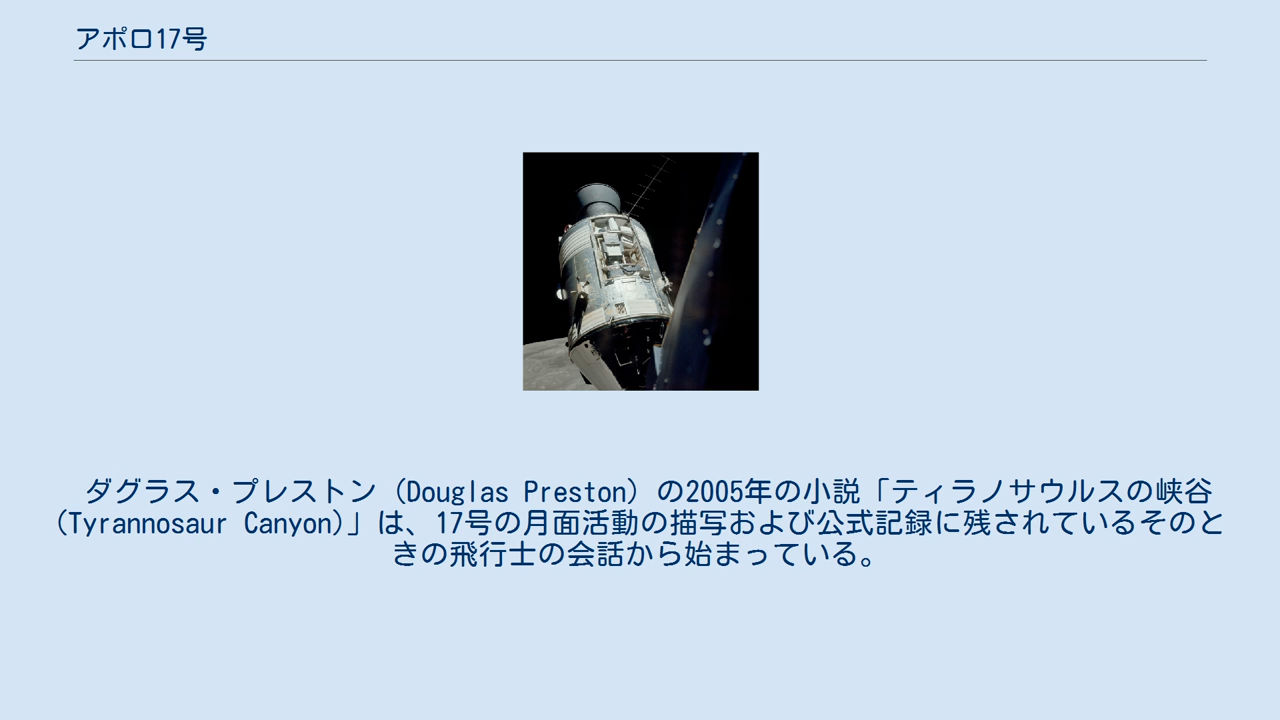 アポロ17号
ダグラス・プレストン（Douglas Preston）の2005年の小説「ティラノサウルスの峡谷
(Tyrannosaur Canyon)」は、17号の月面活動の描写および公式記録に残されているそのと
きの飛行士の会話から始まっている。